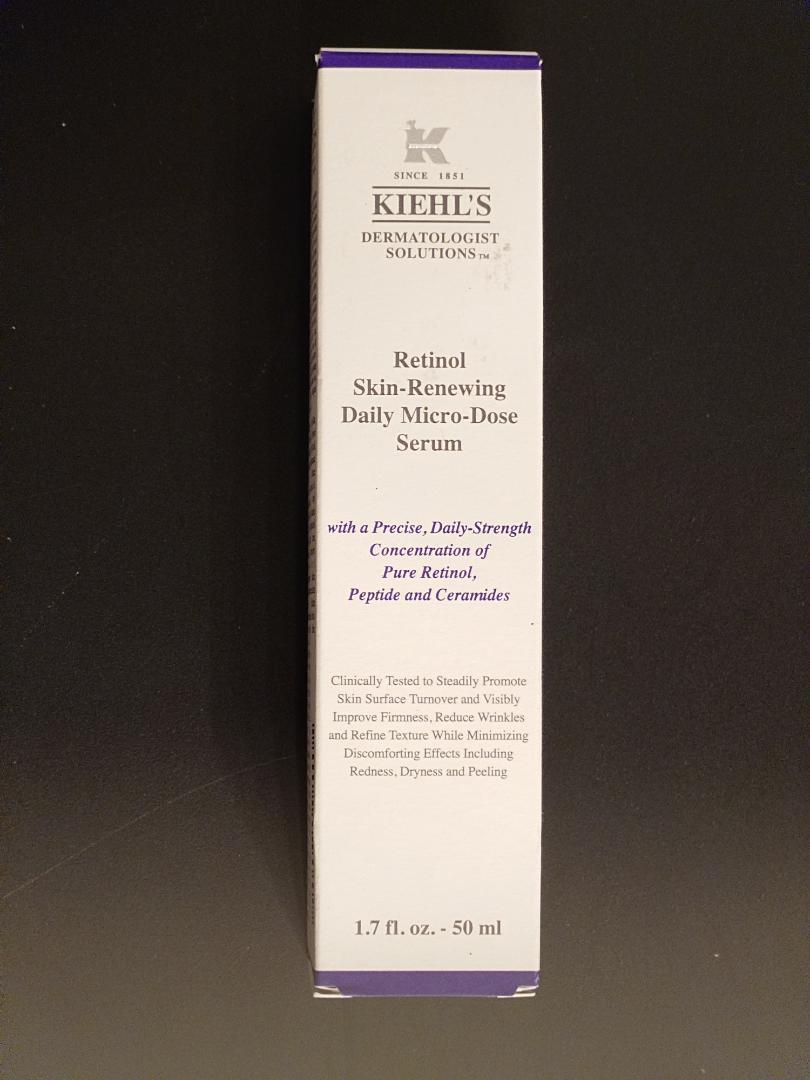 K
SINCE 1851
KIEHL'S
DERMATOLOGIST
SOLUTIONS™
Retinol
Skin-Renewing
Daily Micro-Dose
Serum
with a Precise, Daily-Strength
Concentration of
Pure Retinol,
Peptide and Ceramides
Clinically Tested to Steadily Promote
Skin Surface Turnover and Visibly
Improve Firmness, Reduce Wrinkles
and Refine Texture While Minimizing
Discomforting Effects Including
Redness, Dryness and Peeling
1.7 fl. oz. - 50 ml